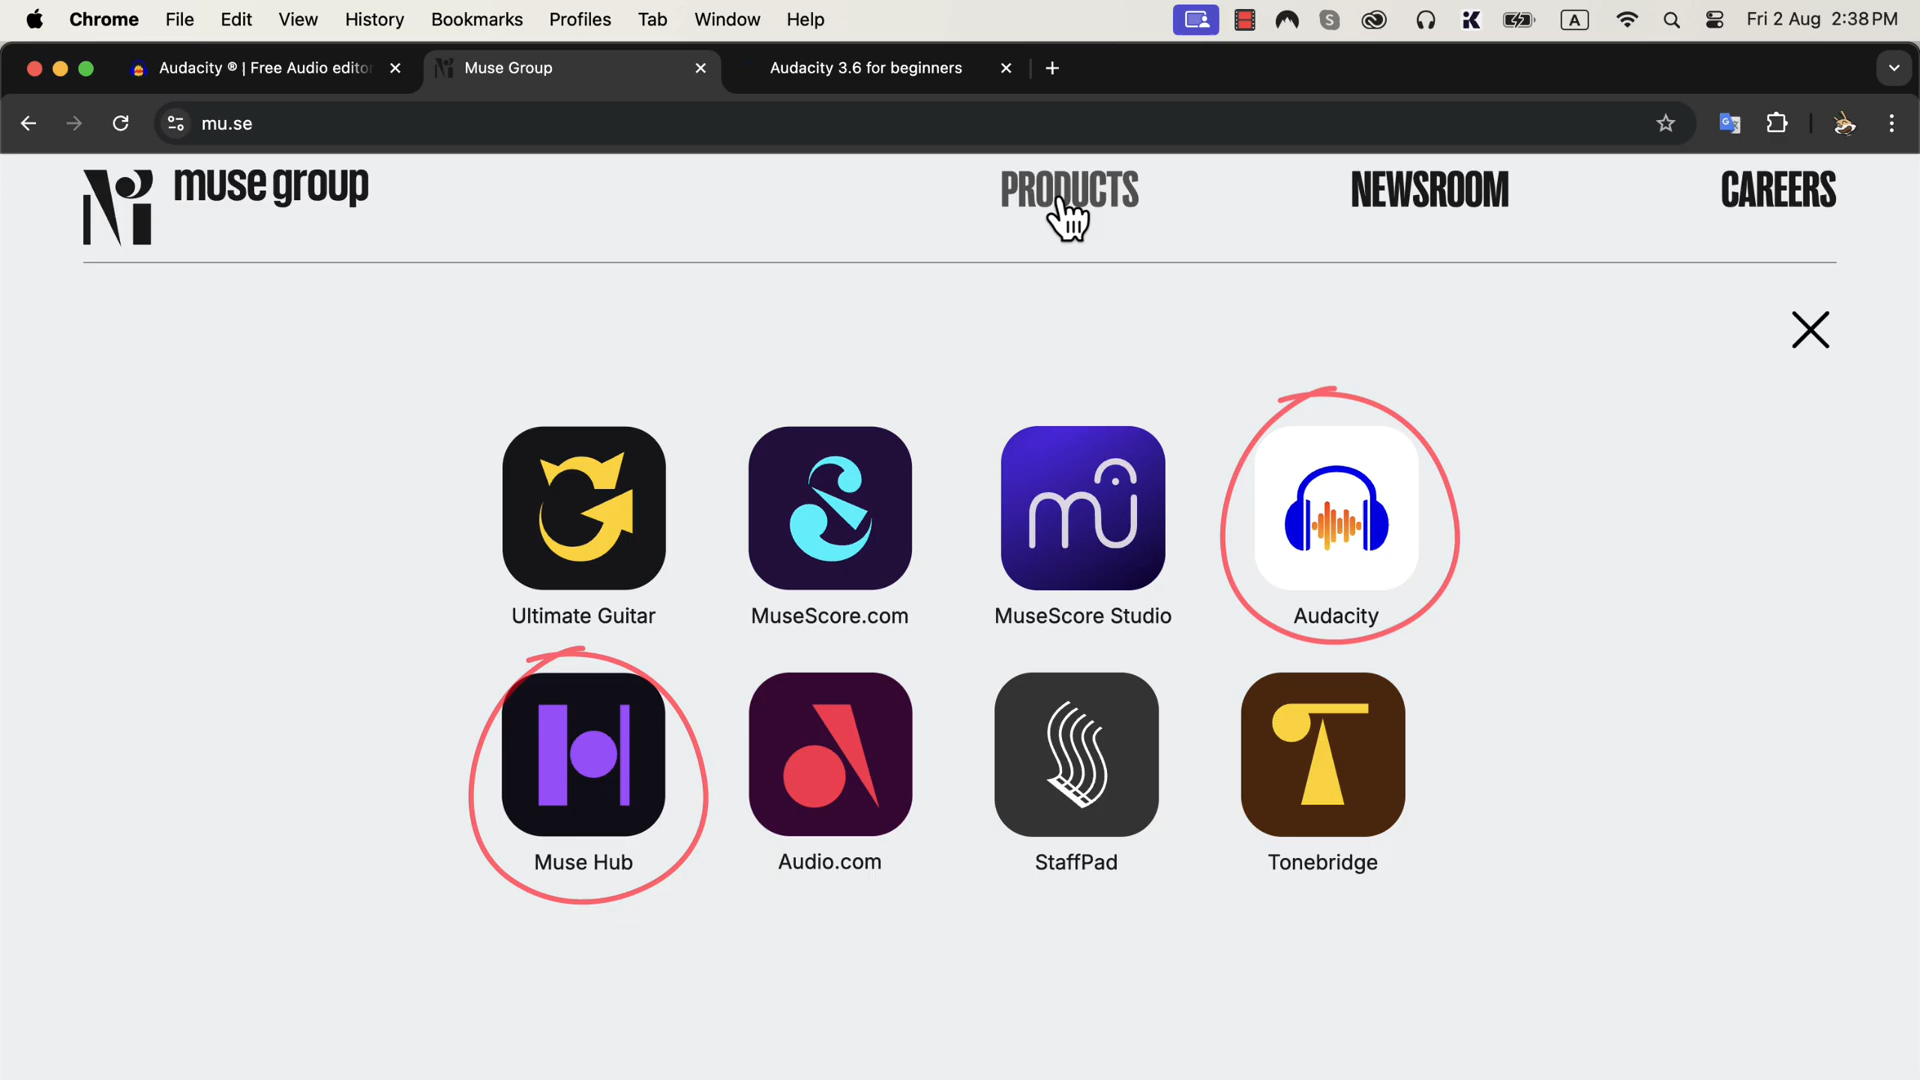 Chrome File Edit View History Bookmarks Profiles Tab Window Help A Fri 2 Aug 2:38 PM
Audacity ® | Free Audio editor Muse Group Audacity 3.6 for beginners
mu.se
muse group PRODUCTS NEWSROOM CAREERS
Ultimate Guitar MuseScore.com MuseScore Studio Audacity
Muse Hub Audio.com StaffPad Tonebridge